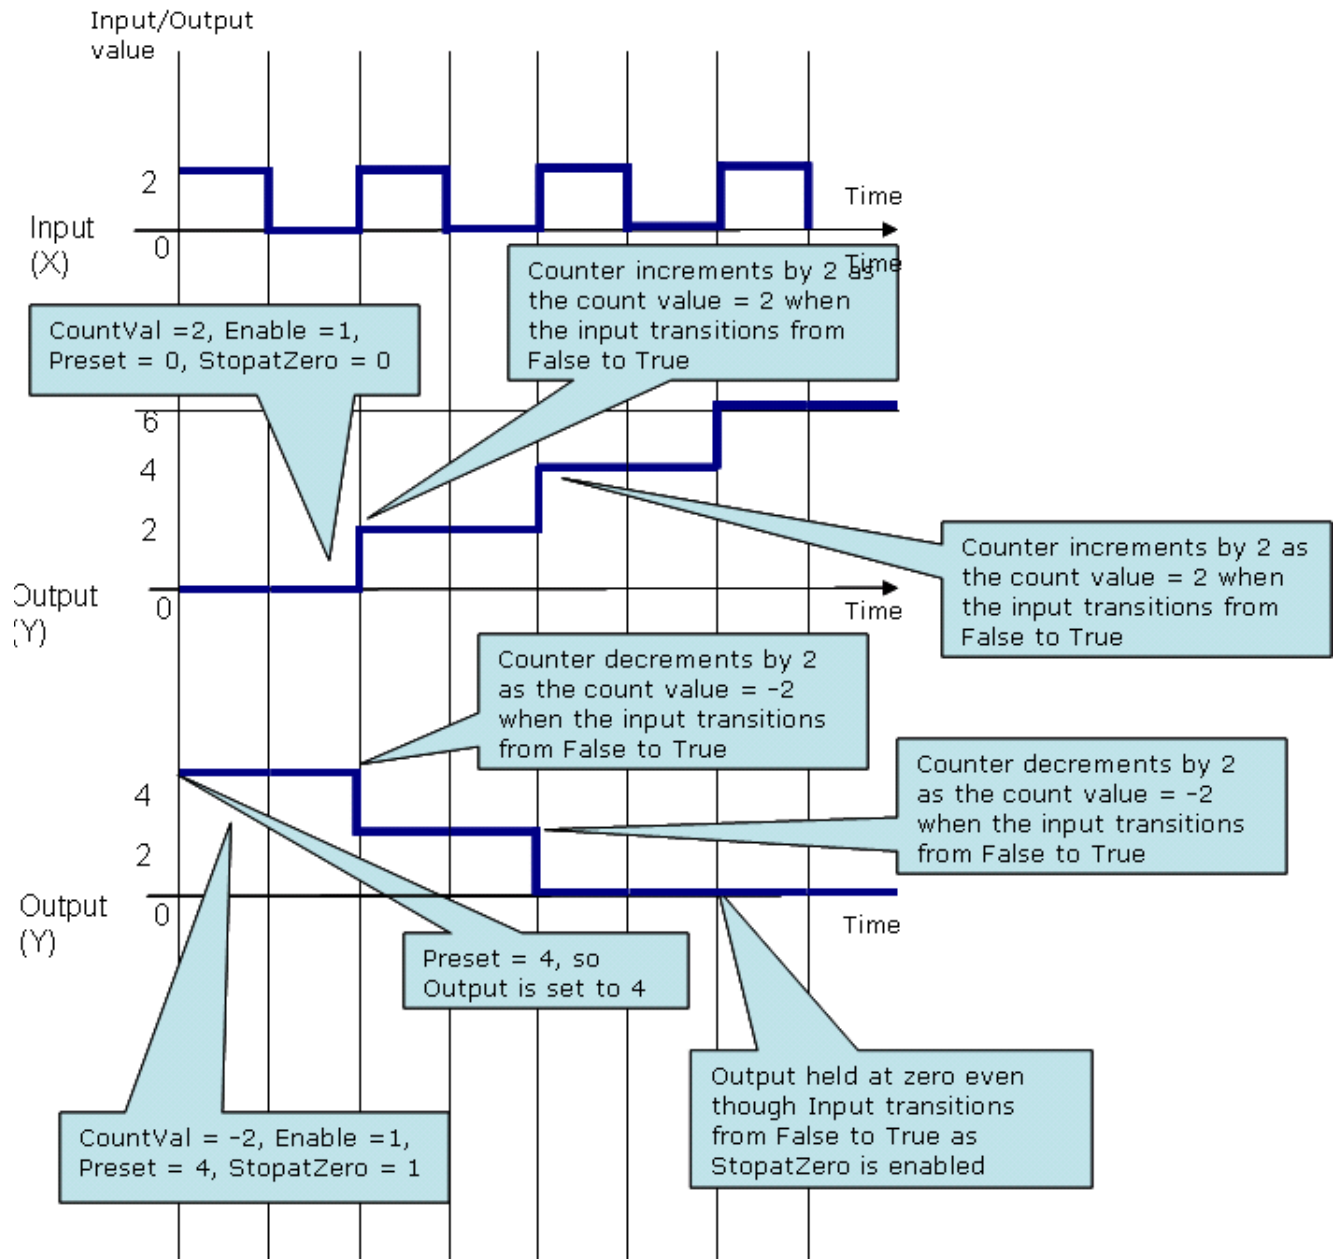 Input/Output
value
2
Time
Input
(X)
0
Time
Counter increments by 2 as
the count value = 2 when
the input transitions from
False to True
CountVal =2, Enable =1,
Preset = 0, StopatZero = 0
6
4
2
Counter increments by 2 as
the count value = 2 when
the input transitions from
False to True
Output
(Y)
0
Time
Counter decrements by 2
as the count value = -2
when the input transitions
from False to True
Counter decrements by 2
as the count value = -2
when the input transitions
from False to True
4
2
Output
(Y)
0
Time
Preset = 4, so
Output is set to 4
Output held at zero even
though Input transitions
from False to True as
StopatZero is enabled
CountVal = -2, Enable =1,
Preset = 4, StopatZero = 1